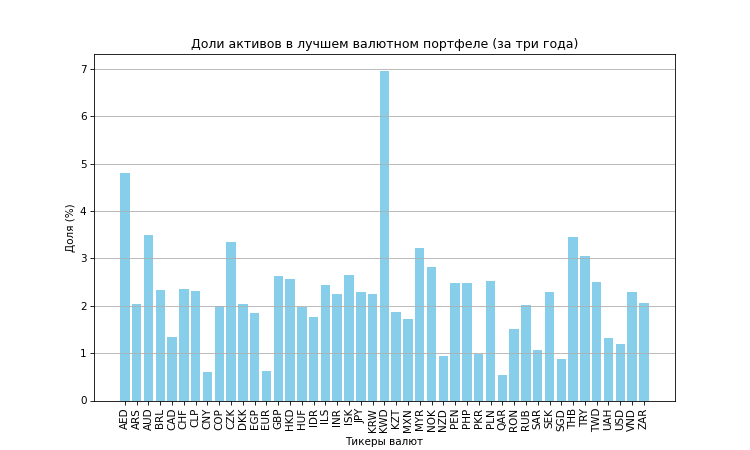 Доли активов в лучшем валютном портфеле (за три года)
7
6
5
4
3
2
1
0
Доля (%)
AED ARS AUD BRL CAD CHF CLP CNY COP CZK DKK EGP EUR GBP HKD HUF IDR ILS INR ISK JPY KRW KWD KZT MXN MYR NOK NZD PEN PHP PKR PLN QAR RON RUB SAR SEK SGD THB TRY TWD UAH USD VND ZAR
Тикеры валют